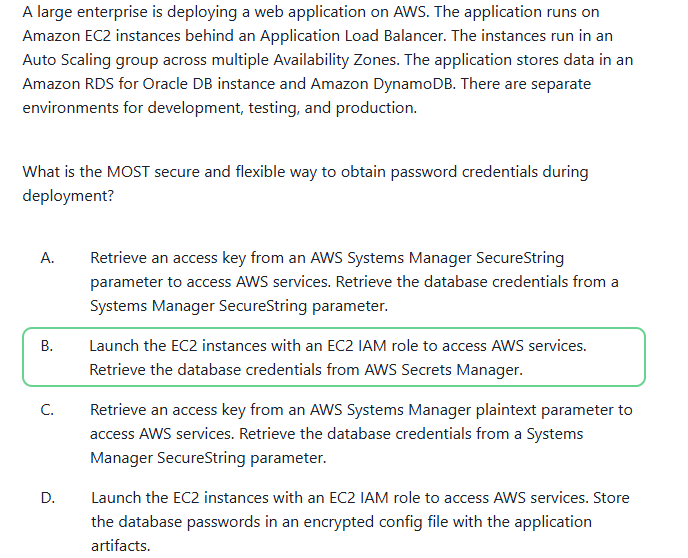 A large enterprise is deploying a web application on AWS. The application runs on
Amazon EC2 instances behind an Application Load Balancer. The instances run in an
Auto Scaling group across multiple Availability Zones. The application stores data in an
Amazon RDS for Oracle DB instance and Amazon DynamoDB. There are separate
environments for development, testing, and production.
What is the MOST secure and flexible way to obtain password credentials during
deployment?
A. Retrieve an access key from an AWS Systems Manager SecureString
parameter to access AWS services. Retrieve the database credentials from a
Systems Manager SecureString parameter.
B. Launch the EC2 instances with an EC2 IAM role to access AWS services.
Retrieve the database credentials from AWS Secrets Manager.
C. Retrieve an access key from an AWS Systems Manager plaintext parameter to
access AWS services. Retrieve the database credentials from a Systems
Manager SecureString parameter.
D. Launch the EC2 instances with an EC2 IAM role to access AWS services. Store
the database passwords in an encrypted config file with the application
artifacts.